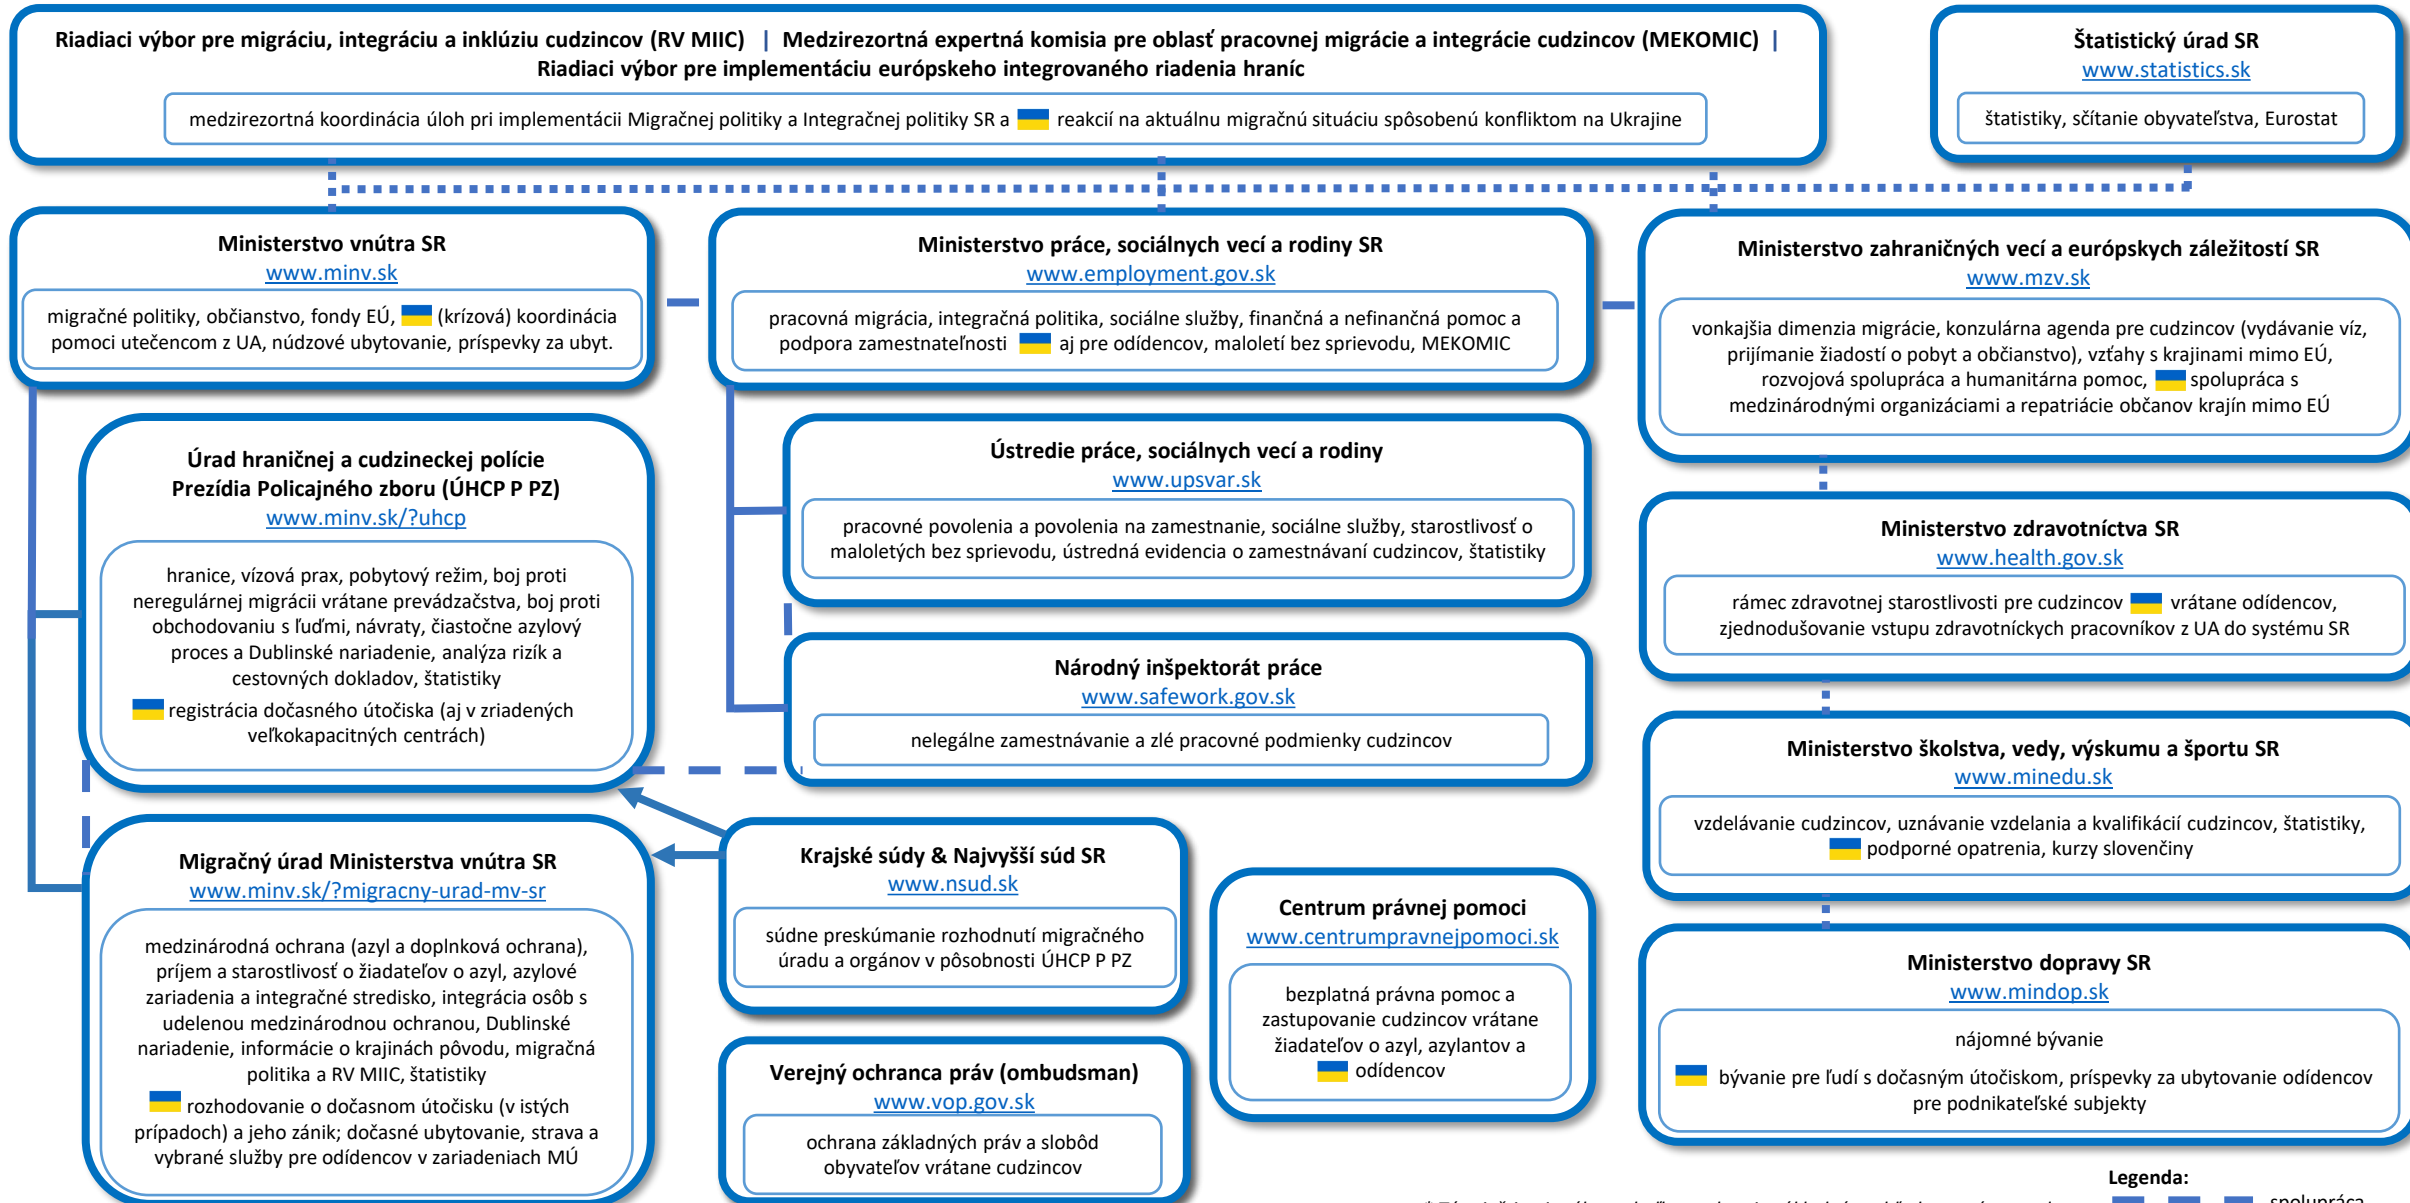 Riadiaci výbor pre migráciu, integráciu a inklúziu cudzincov (RV MIIC) | Medzirezortná expertná komisia pre oblasť pracovnej migrácie a integrácie cudzincov (MEKOMIC) |
Riadiaci výbor pre implementáciu európskeho integrovaného riadenia hraníc
medzirezortná koordinácia úloh pri implementácii Migračnej politiky a Integračnej politiky SR a reakcií na aktuálnu migračnú situáciu spôsobenú konfliktom na Ukrajine
Štatistický úrad SR
www.statistics.sk
štatistiky, sčítanie obyvateľstva, Eurostat
Ministerstvo vnútra SR
www.minv.sk
migračné politiky, občianstvo, fondy EÚ, (krízová) koordinácia
pomoci utečencom z UA, núdzové ubytovanie, príspevky za ubyt.
Ministerstvo práce, sociálnych vecí a rodiny SR
www.employment.gov.sk
pracovná migrácia, integračná politika, sociálne služby, finančná a nefinančná pomoc a
podpora zamestnateľnosti aj pre odídencov, maloletí bez sprievodu, MEKOMIC
Ministerstvo zahraničných vecí a európskych záležitostí SR
www.mzv.sk
vonkajšia dimenzia migrácie, konzulárna agenda pre cudzincov (vydávanie víz,
prijímanie žiadostí o pobyt a občianstvo), vzťahy s krajinami mimo EÚ,
rozvojová spolupráca a humanitárna pomoc, spolupráca s
medzinárodnými organizáciami a repatriácie občanov krajín mimo EÚ
Úrad hraničnej a cudzineckej polície
Prezídia Policajného zboru (ÚHCP P PZ)
www.minv.sk/?uhcp
hranice, vízová prax, pobytový režim, boj proti
neregulárnej migrácii vrátane prevádzačstva, boj proti
obchodovaniu s ľuďmi, návraty, čiastočne azylový
proces a Dublinské nariadenie, analýza rizík a
cestovných dokladov, štatistiky
registrácia dočasného útočiska (aj v zriadených
veľkokapacitných centrách)
Ústredie práce, sociálnych vecí a rodiny
www.upsvar.sk
pracovné povolenia a povolenia na zamestnanie, sociálne služby, starostlivosť o
maloletých bez sprievodu, ústredná evidencia o zamestnávaní cudzincov, štatistiky
Národný inšpektorát práce
www.safework.gov.sk
nelegálne zamestnávanie a zlé pracovné podmienky cudzincov
Ministerstvo zdravotníctva SR
www.health.gov.sk
rámec zdravotnej starostlivosti pre cudzincov vrátane odídencov,
zjednodušovanie vstupu zdravotníckych pracovníkov z UA do systému SR
Ministerstvo školstva, vedy, výskumu a športu SR
www.minedu.sk
vzdelávanie cudzincov, uznávanie vzdelania a kvalifikácií cudzincov, štatistiky,
podporné opatrenia, kurzy slovenčiny
Migračný úrad Ministerstva vnútra SR
www.minv.sk/?migracny-urad-mv-sr
medzinárodná ochrana (azyl a doplnková ochrana),
príjem a starostlivosť o žiadateľov o azyl, azylové
zariadenia a integračné stredisko, integrácia osôb s
udelenou medzinárodnou ochranou, Dublinské
nariadenie, informácie o krajinách pôvodu, migračná
politika a RV MIIC, štatistiky
rozhodovanie o dočasnom útočisku (v istých
prípadoch) a jeho zánik; dočasné ubytovanie, strava a
vybrané služby pre odídencov v zariadeniach MÚ
Krajské súdy & Najvyšší súd SR
www.nsud.sk
súdne preskúmanie rozhodnutí migračného
úradu a orgánov v pôsobnosti ÚHCP P PZ
Verejný ochranca práv (ombudsman)
www.vop.gov.sk
ochrana základných práv a slobôd
obyvateľov vrátane cudzincov
Centrum právnej pomoci
www.centrumpravnejpomoci.sk
bezplatná právna pomoc a
zastupovanie cudzincov vrátane
žiadateľov o azyl, azylantov a
odídencov
Ministerstvo dopravy SR
www.mindop.sk
nájomné bývanie
bývanie pre ľudí s dočasným útočiskom, príspevky za ubytovanie odídencov
pre podnikateľské subjekty
Legenda:
spolupráca